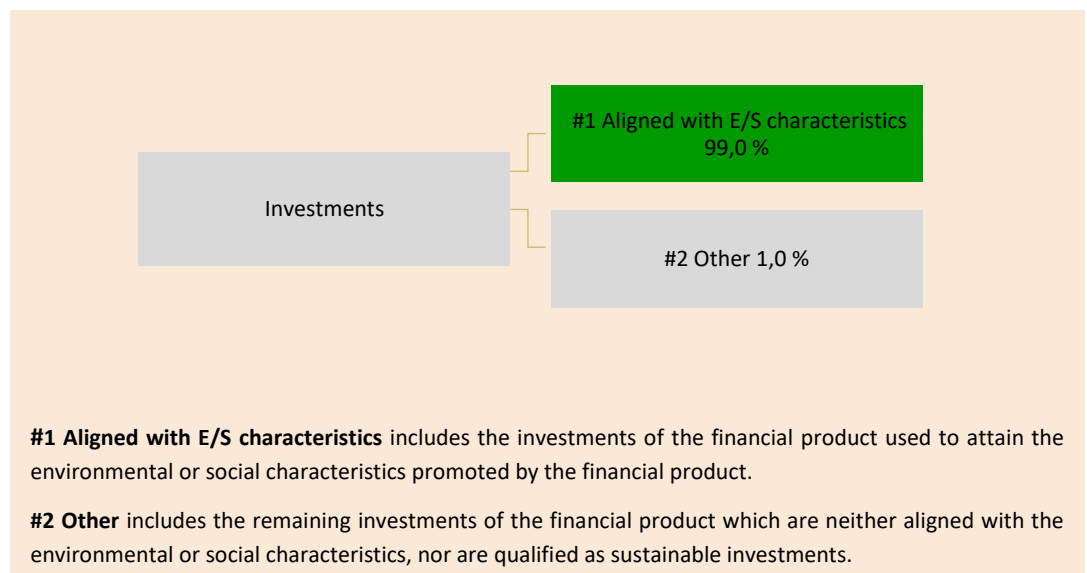 #1 Aligned with E/S characteristics
99,0 %
Investments
#2 Other 1,0 %
#1 Aligned with E/S characteristics includes the investments of the financial product used to attain the
environmental or social characteristics promoted by the financial product.
#2 Other includes the remaining investments of the financial product which are neither aligned with the
environmental or social characteristics, nor are qualified as sustainable investments.